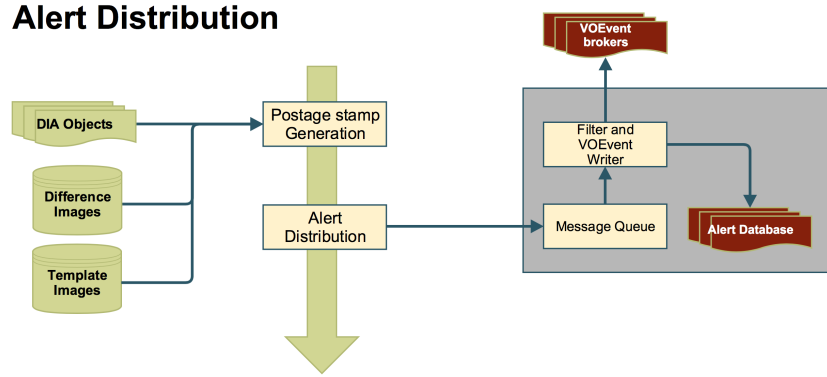 Alert Distribution
VOEvent
brokers
DIA Objects
Postage stamp
Generation
Filter and
VOEvent
Writer
Difference
Images
Alert
Distribution
Message Queue
Alert Database
Template
Images